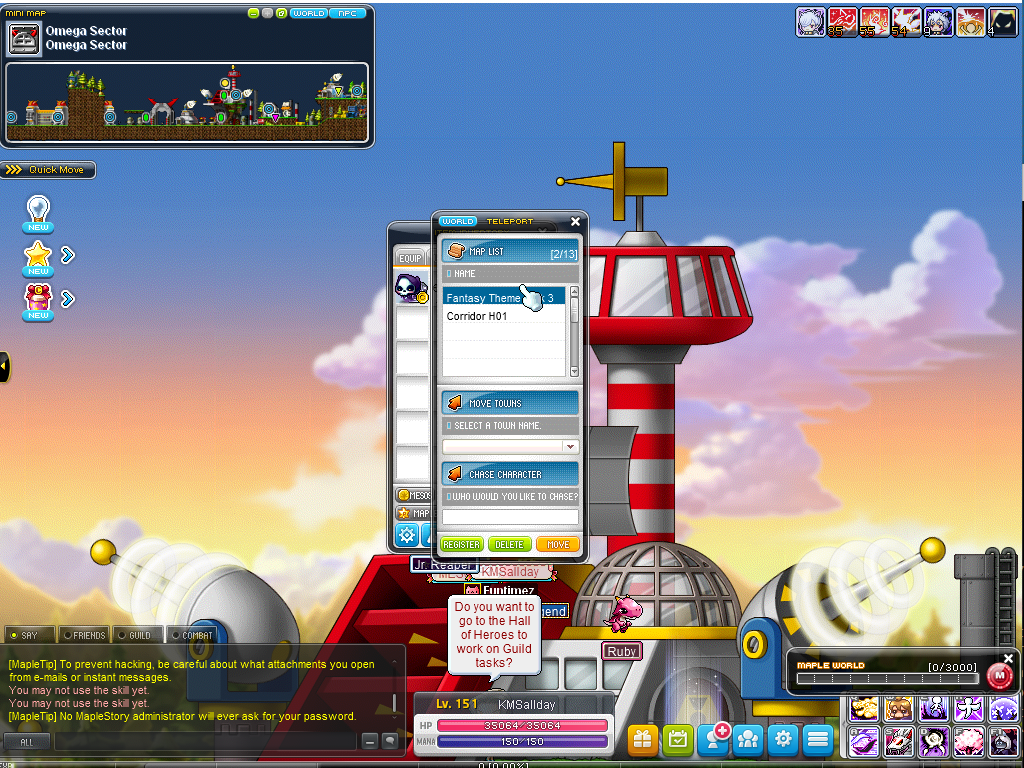 MINI MAP
WORLD
NPC
Omega Sector
Omega Sector
85
55
54
9
4
Quick Move
NEW
NEW
NEW
WORLD TELEPORT
EQUIP
MAP LIST
[2/13]
NAME
Fantasy Theme 3
Corridor H01
MOVE TOWNS
SELECT A TOWN NAME.
CHASE CHARACTER
WHO WOULD YOU LIKE TO CHASE?
MESOS
MAP
REGISTER
DELETE
MOVE
Jr. Reaper
KMSallday
Funtimez
Do you want to
go to the Hall
of Heroes to
work on Guild
tasks?
Ruby
SAY
FRIENDS
GUILD
COMBAT
[MapleTip] To prevent hacking, be careful about what attachments you open
from e-mails or instant messages.
You may not use the skill yet.
You may not use the skill yet.
[MapleTip] No MapleStory administrator will ever ask for your password.
ALL
MAPLE WORLD
[0/3000]
M
Lv. 151 KMSallday
HP 35064/35064
MANA 150/150
0[0.00%]